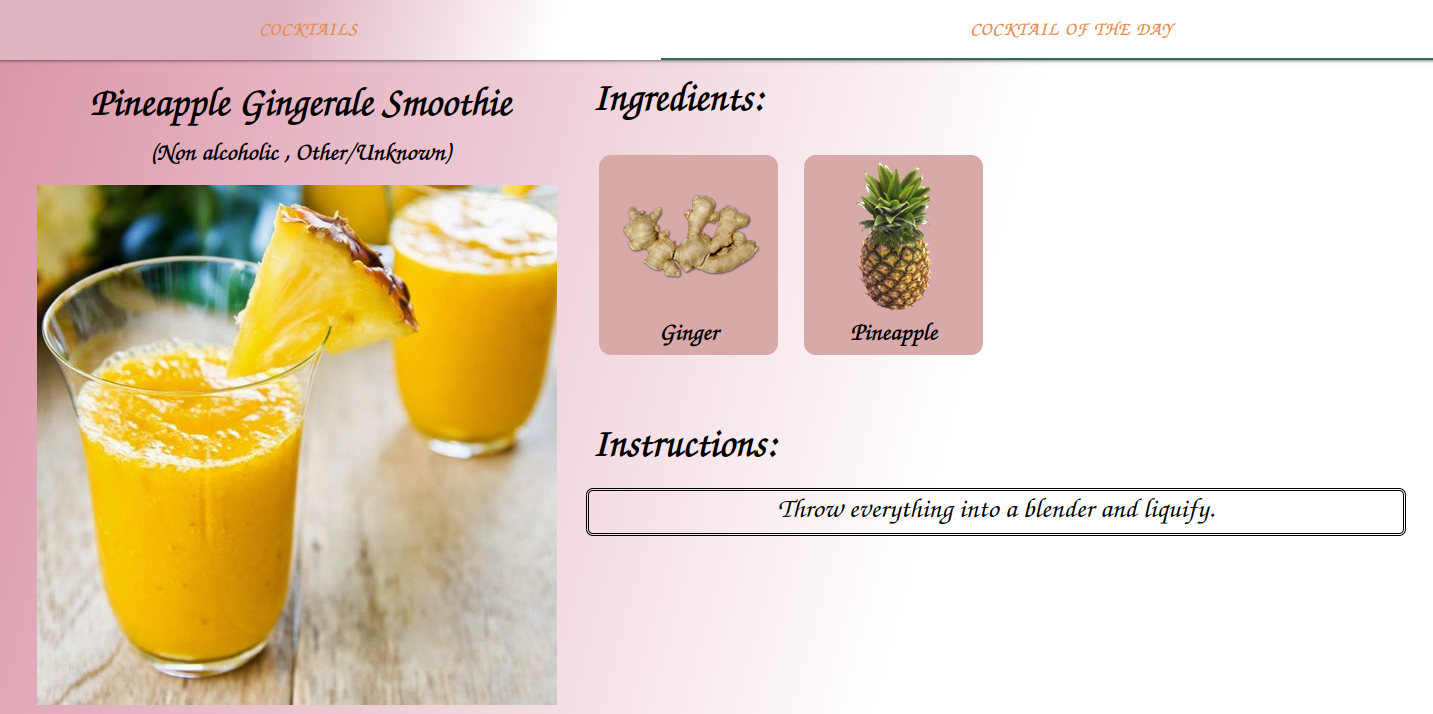 COCKTAILS
COCKTAIL OF THE DAY
Pineapple Gingerale Smoothie
(Non alcoholic , Other/Unknown)
Ingredients:
Ginger
Pineapple
Instructions:
Throw everything into a blender and liquify.